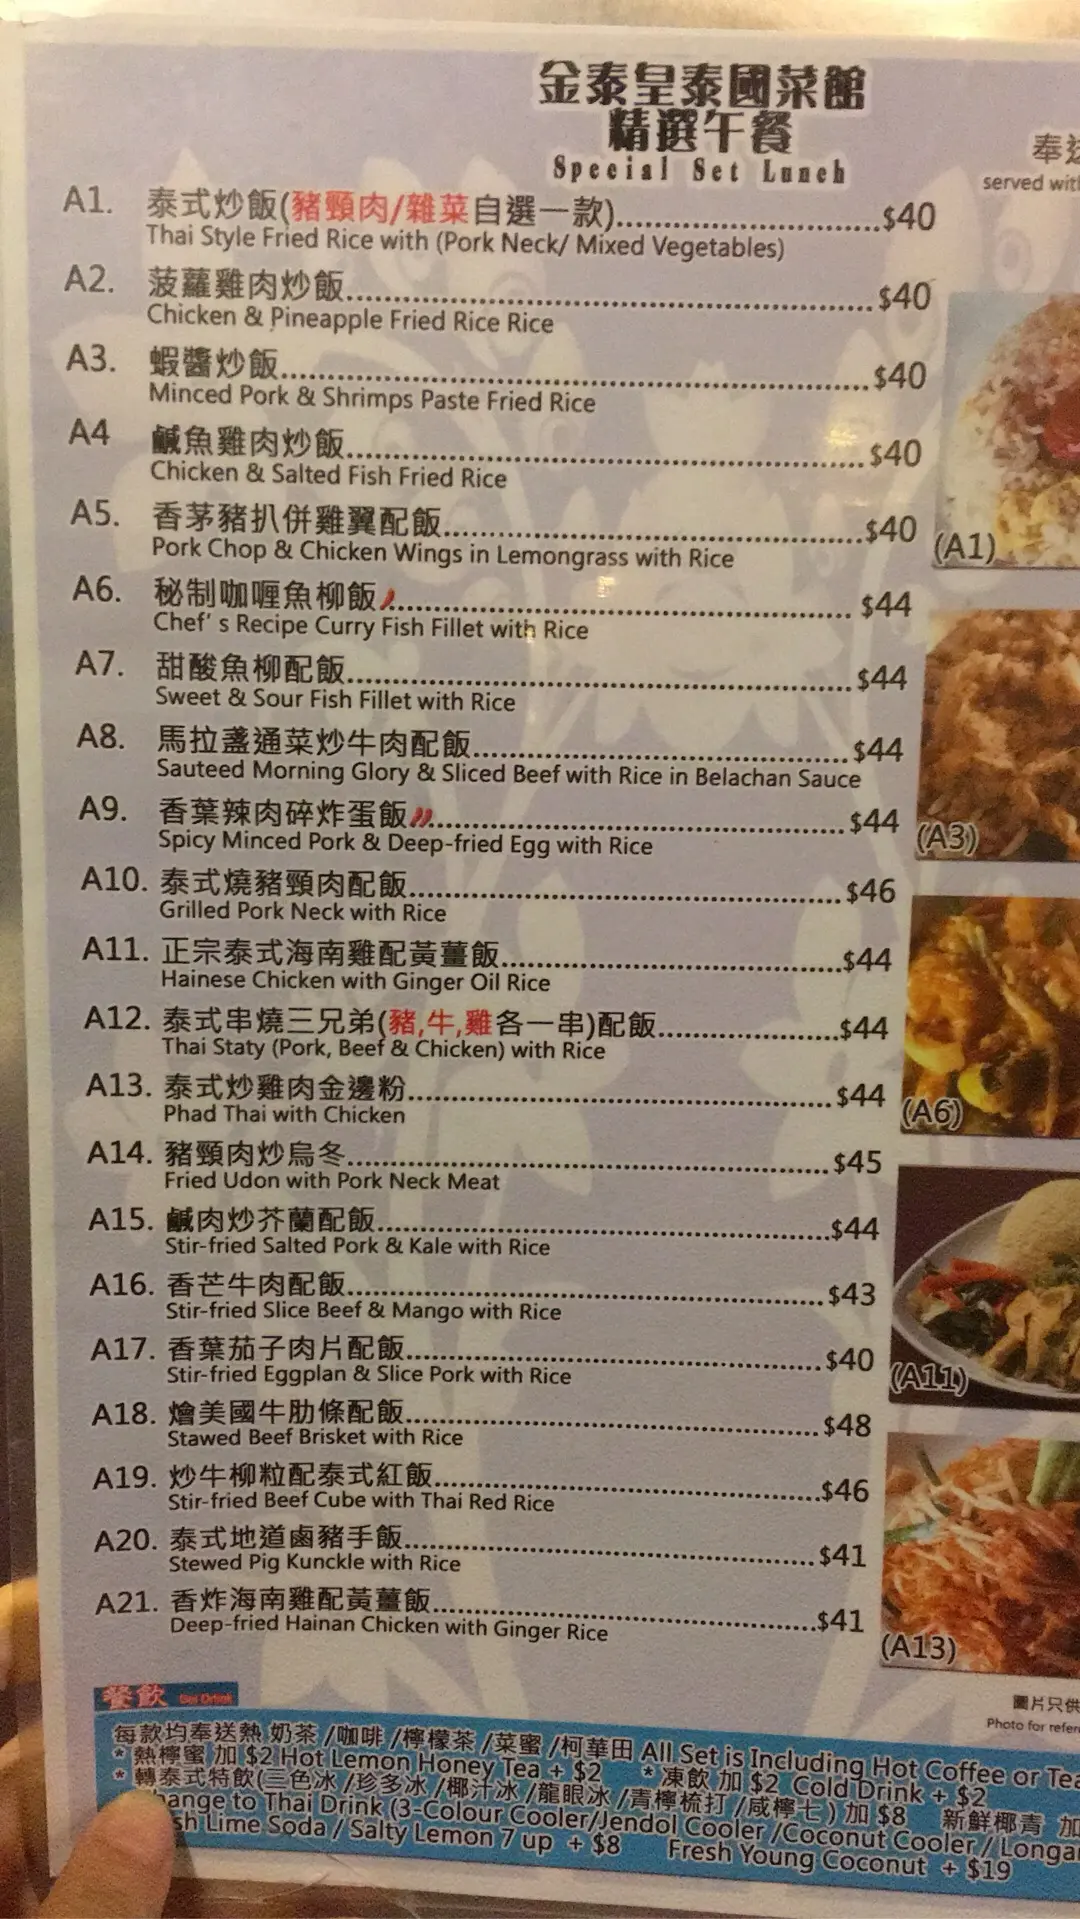 金泰皇泰國菜館
精選午餐
Special Set Lunch
奉送
served with
A1. 泰式炒飯(豬頸肉/雜菜自選一款)..............................$40
Thai Style Fried Rice with (Pork Neck/ Mixed Vegetables)
A2. 菠蘿雞肉炒飯..............................$40
Chicken & Pineapple Fried Rice Rice
A3. 蝦醬炒飯..............................$40
Minced Pork & Shrimps Paste Fried Rice
A4 鹹魚雞肉炒飯..............................$40
Chicken & Salted Fish Fried Rice
A5. 香茅豬扒併雞翼配飯..............................$40
Pork Chop & Chicken Wings in Lemongrass with Rice
A6. 秘制咖喱魚柳飯..............................$44
Chef's Recipe Curry Fish Fillet with Rice
A7. 甜酸魚柳配飯..............................$44
Sweet & Sour Fish Fillet with Rice
A8. 馬拉盞通菜炒牛肉配飯..............................$44
Sauteed Morning Glory & Sliced Beef with Rice in Belachan Sauce
A9. 香葉辣肉碎炸蛋飯..............................$44
Spicy Minced Pork & Deep-fried Egg with Rice
A10. 泰式燒豬頸肉配飯..............................$46
Grilled Pork Neck with Rice
A11. 正宗泰式海南雞配黃薑飯..............................$44
Hainese Chicken with Ginger Oil Rice
A12. 泰式串燒三兄弟(豬,牛,雞各一串)配飯..............................$44
Thai Staty (Pork, Beef & Chicken) with Rice
A13. 泰式炒雞肉金邊粉..............................$44
Phad Thai with Chicken
A14. 豬頸肉炒烏冬..............................$45
Fried Udon with Pork Neck Meat
A15. 鹹肉炒芥蘭配飯..............................$44
Stir-fried Salted Pork & Kale with Rice
A16. 香芒牛肉配飯..............................$43
Stir-fried Slice Beef & Mango with Rice
A17. 香葉茄子肉片配飯..............................$40
Stir-fried Eggplan & Slice Pork with Rice
A18. 燴美國牛肋條配飯..............................$48
Stawed Beef Brisket with Rice
A19. 炒牛柳粒配泰式紅飯..............................$46
Stir-fried Beef Cube with Thai Red Rice
A20. 泰式地道鹵豬手飯..............................$41
Stewed Pig Kunckle with Rice
A21. 香炸海南雞配黃薑飯..............................$41
Deep-fried Hainan Chicken with Ginger Rice
(A1)
(A3)
(A6)
(A11)
(A13)
圖片只供
Photo for refer
餐飲 Set Drink
每款均奉送熱 奶茶 /咖啡 /檸檬茶 /菜蜜 /柯華田 All Set is Including Hot Coffee or Tea
* 熱檸蜜 加 $2 Hot Lemon Honey Tea + $2 * 凍飲 加 $2 Cold Drink + $2
* 轉泰式特飲(三色冰 /珍多冰 /椰汁冰 /龍眼冰 /青檸梳打 /咸檸七 ) 加 $8 新鮮椰青 加
hange to Thai Drink (3-Colour Cooler/Jendol Cooler /Coconut Cooler / Longa
sh Lime Soda / Salty Lemon 7 up + $8 Fresh Young Coconut + $19